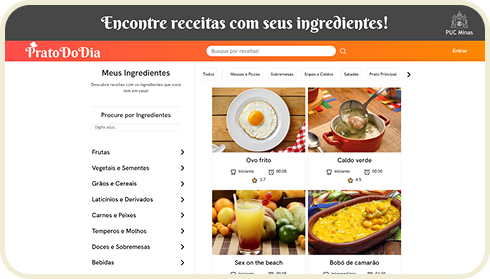 Encontre receitas com seus ingredientes!
PUC Minas
PratoDoDia
Busque por receitas!
Entrar
Meus Ingredientes
Descubra receitas com os ingredientes que você
tem em casa!
Procure por Ingredientes
Digite aqui...
Frutas
Vegetais e Sementes
Grãos e Cereais
Laticínios e Derivados
Carnes e Peixes
Temperos e Molhos
Doces e Sobremesas
Bebidas
Todos Massas e Pizzas Sobremesas Sopas e Caldos Saladas Prato Principal
Ovo frito
Iniciante 00:05
3.7
Caldo verde
Iniciante 00:50
4.5
Sex on the beach
Bobó de camarão